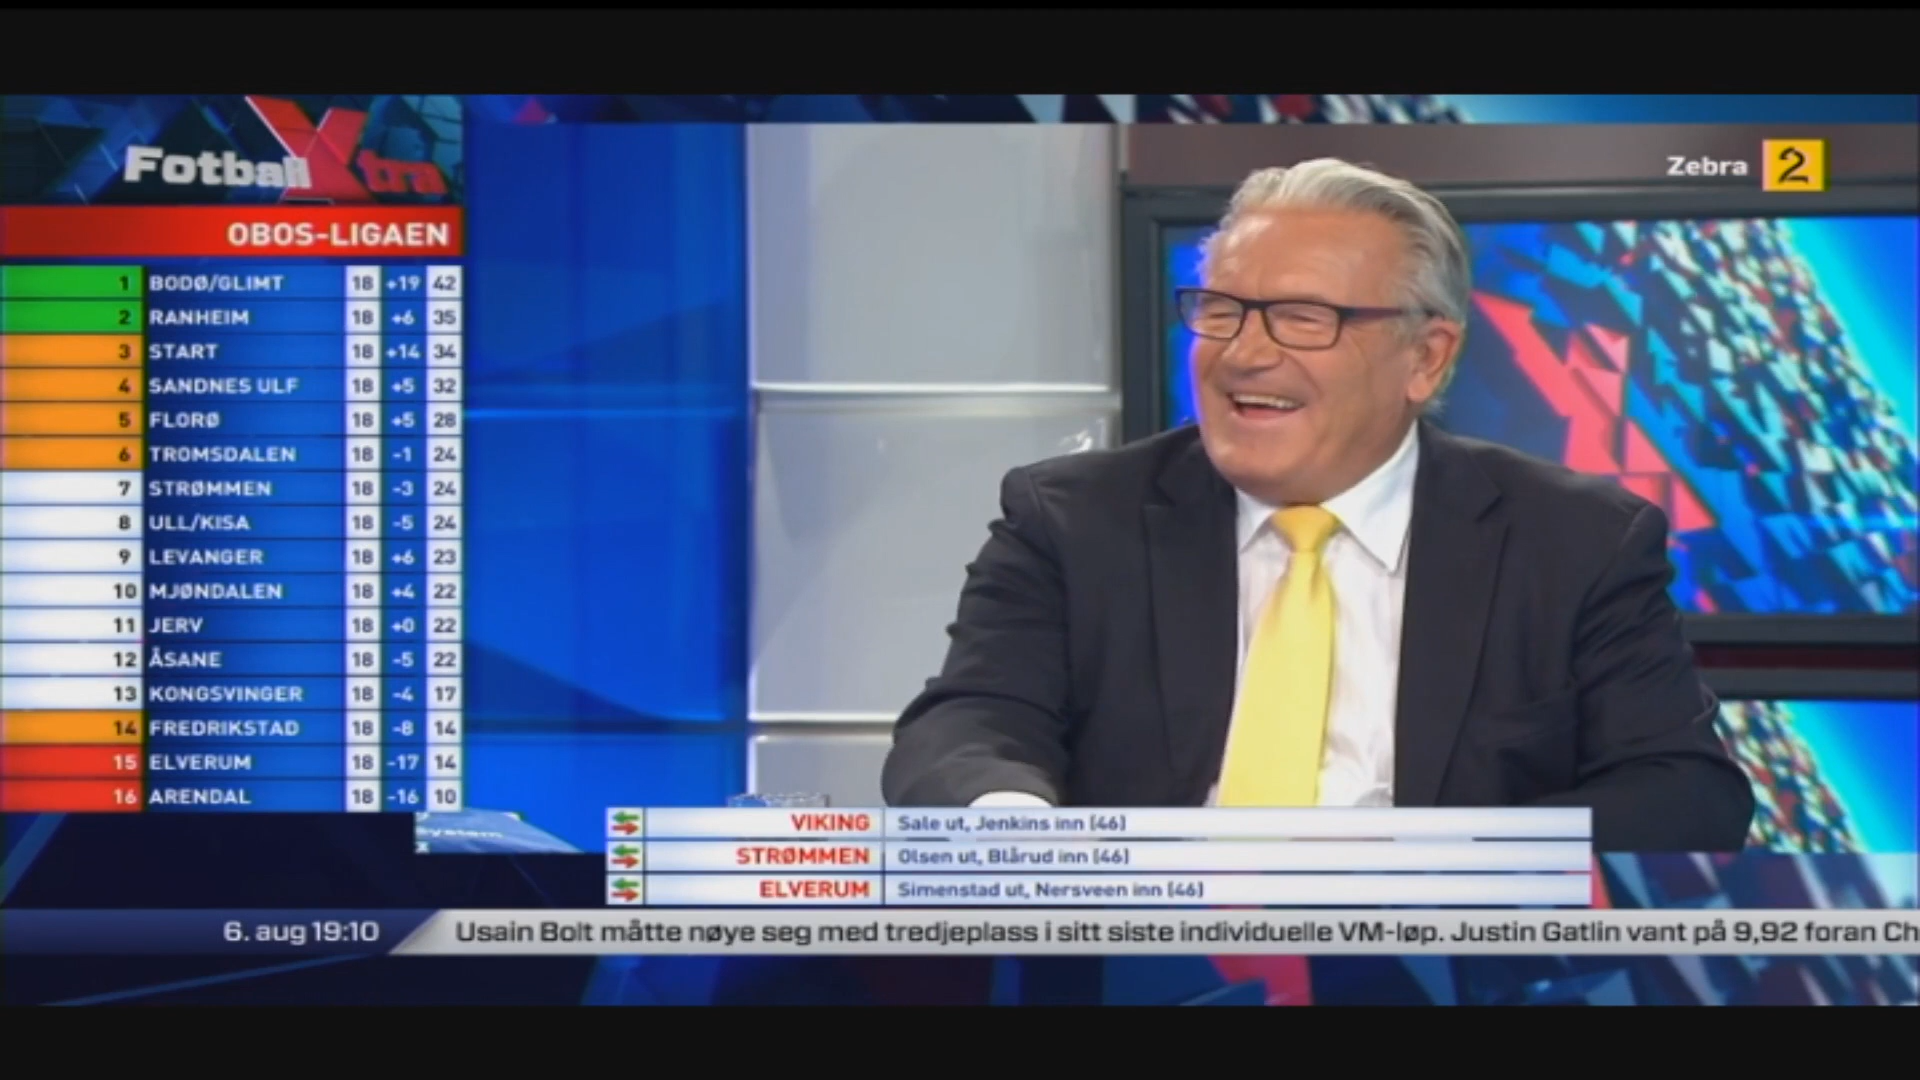 Fotball Xtra
Zebra 2
OBOS-LIGAEN
1 BODØ/GLIMT 18 +19 42
2 RANHEIM 18 +6 35
3 START 18 +14 34
4 SANDNES ULF 18 +5 32
5 FLORØ 18 +5 28
6 TROMSDALEN 18 -1 24
7 STRØMMEN 18 -3 24
8 ULL/KISA 18 -5 24
9 LEVANGER 18 +6 23
10 MJØNDALEN 18 +4 22
11 JERV 18 +0 22
12 ÅSANE 18 -5 22
13 KONGSVINGER 18 -4 17
14 FREDRIKSTAD 18 -8 14
15 ELVERUM 18 -17 14
16 ARENDAL 18 -16 10
VIKING Sale ut, Jenkins inn (46)
STRØMMEN Olsen ut, Blårud inn (46)
ELVERUM Simenstad ut, Nersveen inn (46)
6. aug 19:10 Usain Bolt måtte nøye seg med tredjeplass i sitt siste individuelle VM-løp. Justin Gatlin vant på 9,92 foran Ch